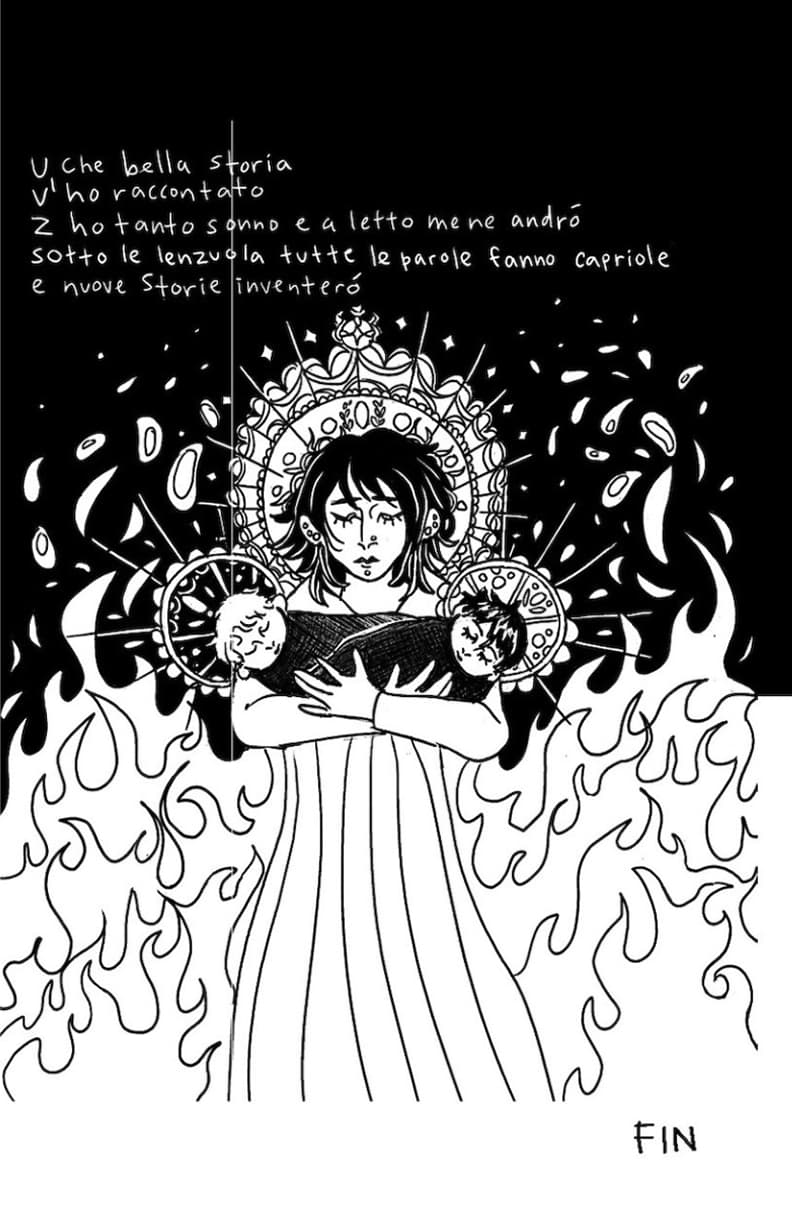 U che bella storia
v'ho raccontato
Z ho tanto sonno e a letto me ne andró
sotto le lenzuola tutte le parole fanno capriole
e nuove storie inventeró
FIN